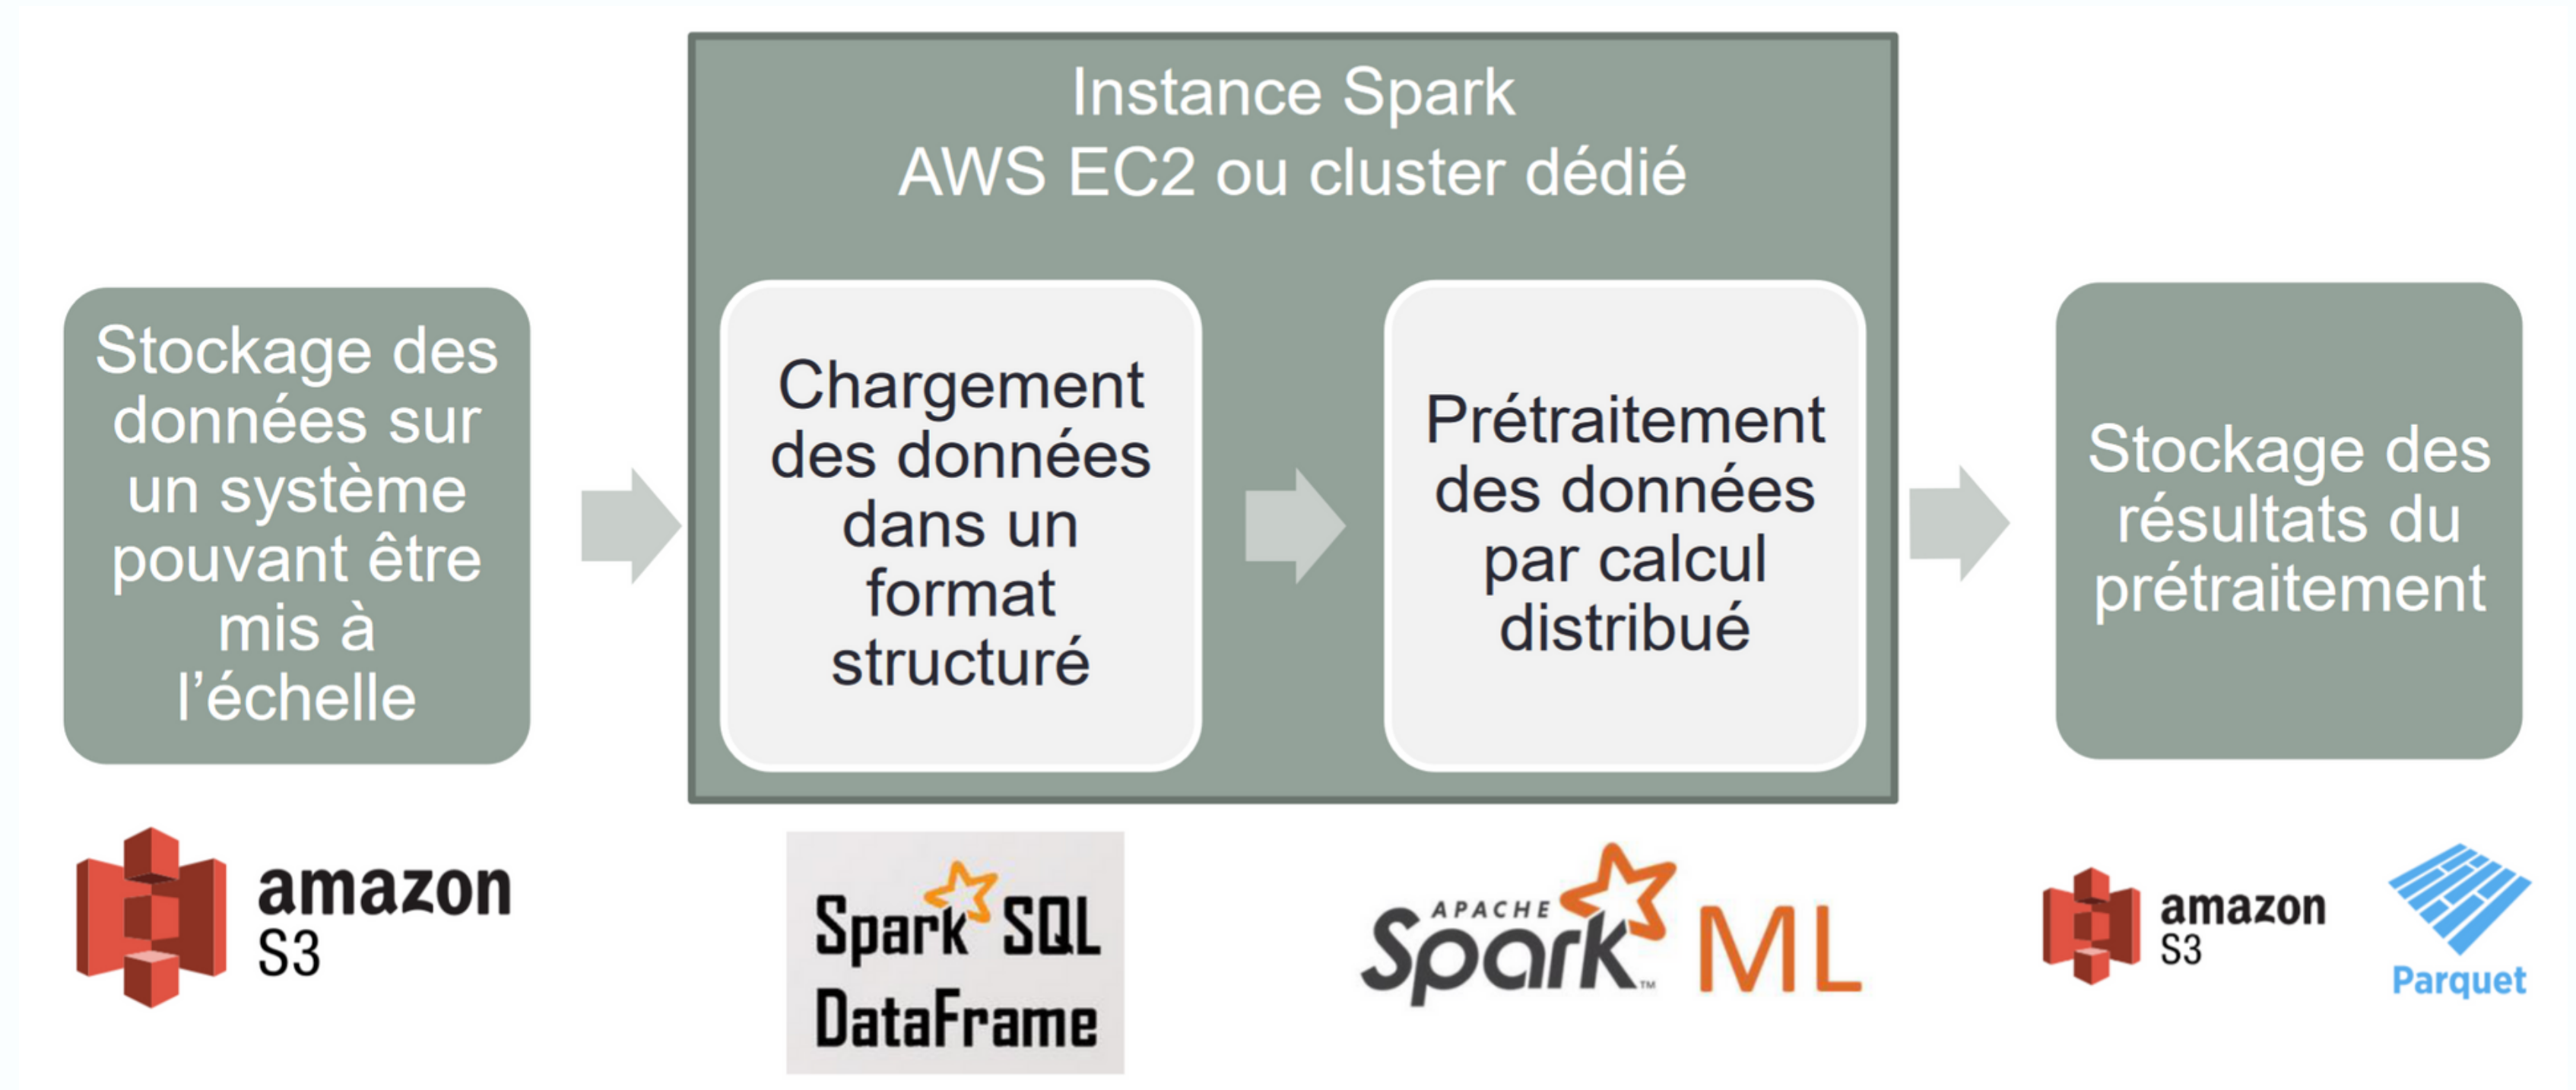 Instance Spark
AWS EC2 ou cluster dédié
Stockage des
données sur
un système
pouvant être
mis à
l’échelle
Chargement
des données
dans un
format
structuré
Prétraitement
des données
par calcul
distribué
Stockage des
résultats du
prétraitement
amazon
S3
Spark SQL
DataFrame
APACHE
Spark™ ML
amazon
S3
Parquet